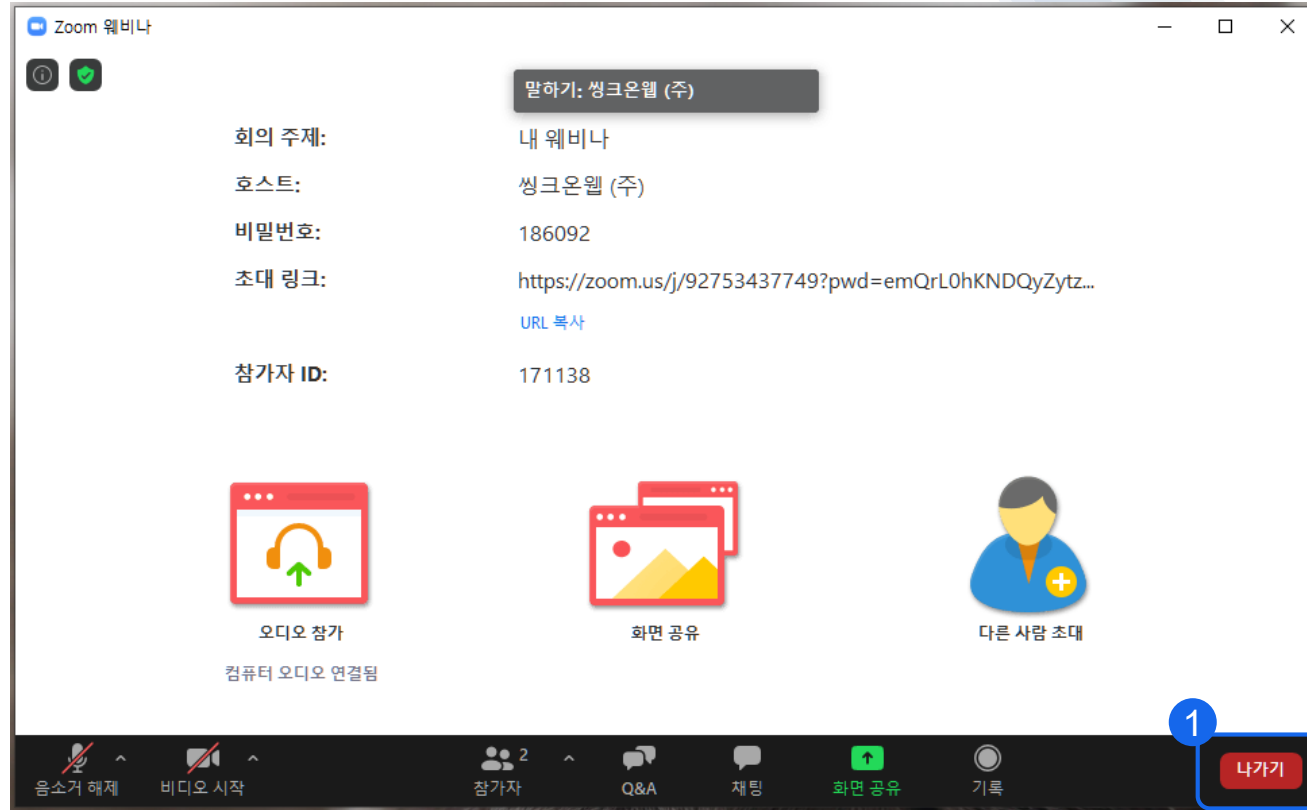 Zoom 웨비나
말하기: 씽크온웹 (주)
회의 주제: 내 웨비나
호스트: 씽크온웹 (주)
비밀번호: 186092
초대 링크: https://zoom.us/j/92753437749?pwd=emQrL0hKNDQyZytz...
URL 복사
참가자 ID: 171138
오디오 참가
컴퓨터 오디오 연결됨
화면 공유
다른 사람 초대
1
음소거 해제
비디오 시작
2
참가자
Q&A
채팅
화면 공유
기록
나가기